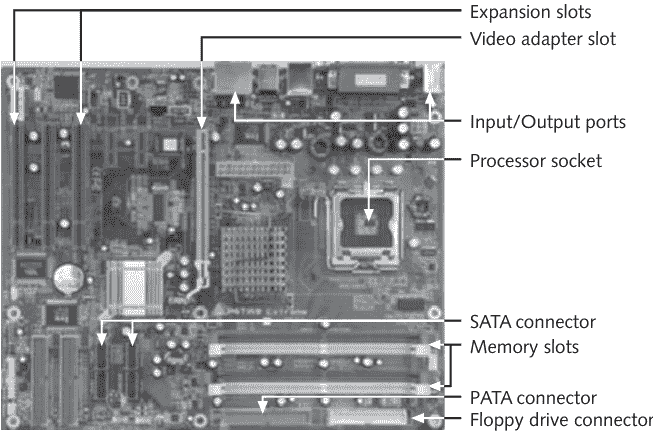 Expansion slots
Video adapter slot
Input/Output ports
Processor socket
SATA connector
Memory slots
PATA connector
Floppy drive connector